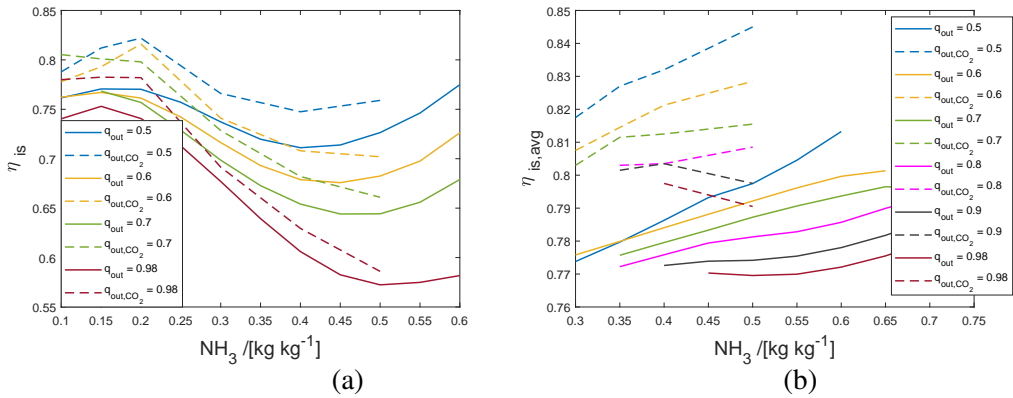 0.85
0.8
0.75
0.7
0.65
0.6
0.55
η is
0.1 0.15 0.2 0.25 0.3 0.35 0.4 0.45 0.5 0.55 0.6
NH3 /[kg kg-1]
q out = 0.5
q out,CO2 = 0.5
q out = 0.6
q out,CO2 = 0.6
q out = 0.7
q out,CO2 = 0.7
q out = 0.98
q out,CO2 = 0.98
(a)
0.85
0.84
0.83
0.82
0.81
0.8
0.79
0.78
0.77
0.76
η is,avg
0.3 0.35 0.4 0.45 0.5 0.55 0.6 0.65 0.7 0.75
NH3 /[kg kg-1]
q out = 0.5
q out,CO2 = 0.5
q out = 0.6
q out,CO2 = 0.6
q out = 0.7
q out,CO2 = 0.7
q out = 0.8
q out,CO2 = 0.8
q out = 0.9
q out,CO2 = 0.9
q out = 0.98
q out,CO2 = 0.98
(b)